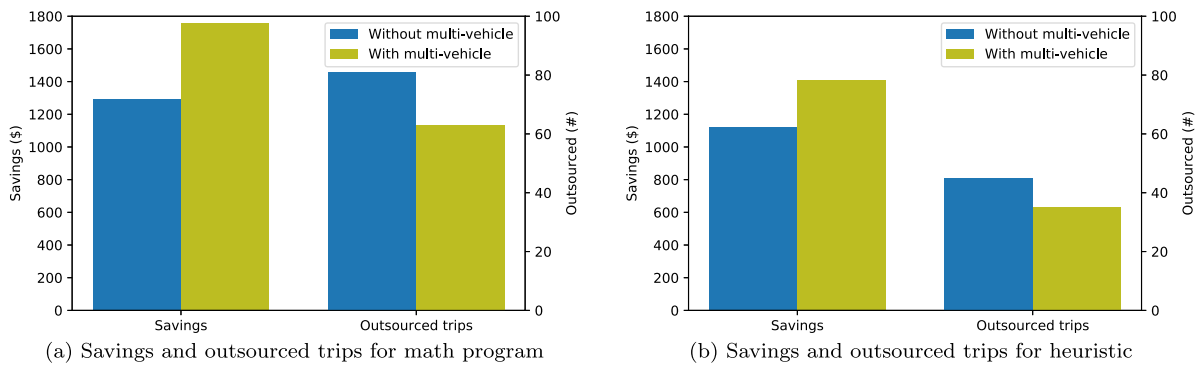 1800
1600
1400
1200
1000
800
600
400
200
0
Savings ($)
100
80
60
40
20
0
Outsourced (#)
Without multi-vehicle
With multi-vehicle
Savings
Outsourced trips
(a) Savings and outsourced trips for math program
1800
1600
1400
1200
1000
800
600
400
200
0
Savings ($)
100
80
60
40
20
0
Outsourced (#)
Without multi-vehicle
With multi-vehicle
Savings
Outsourced trips
(b) Savings and outsourced trips for heuristic